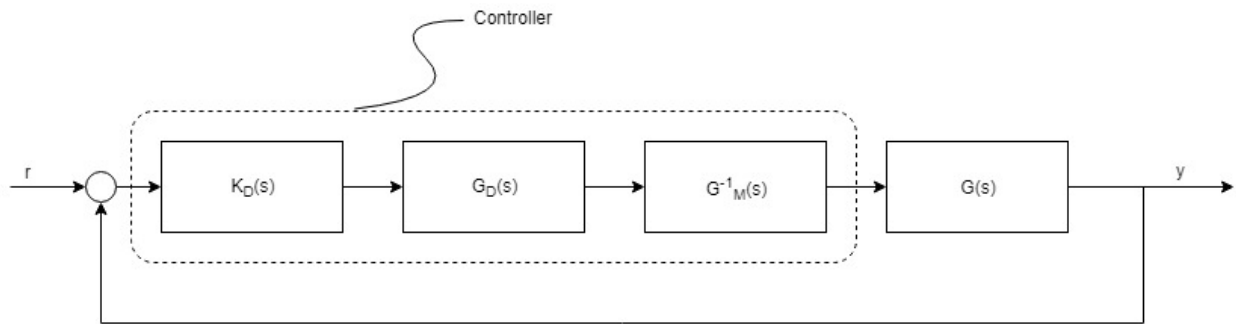 Controller
r
K_D(s)
G_D(s)
G^-1_M(s)
G(s)
y